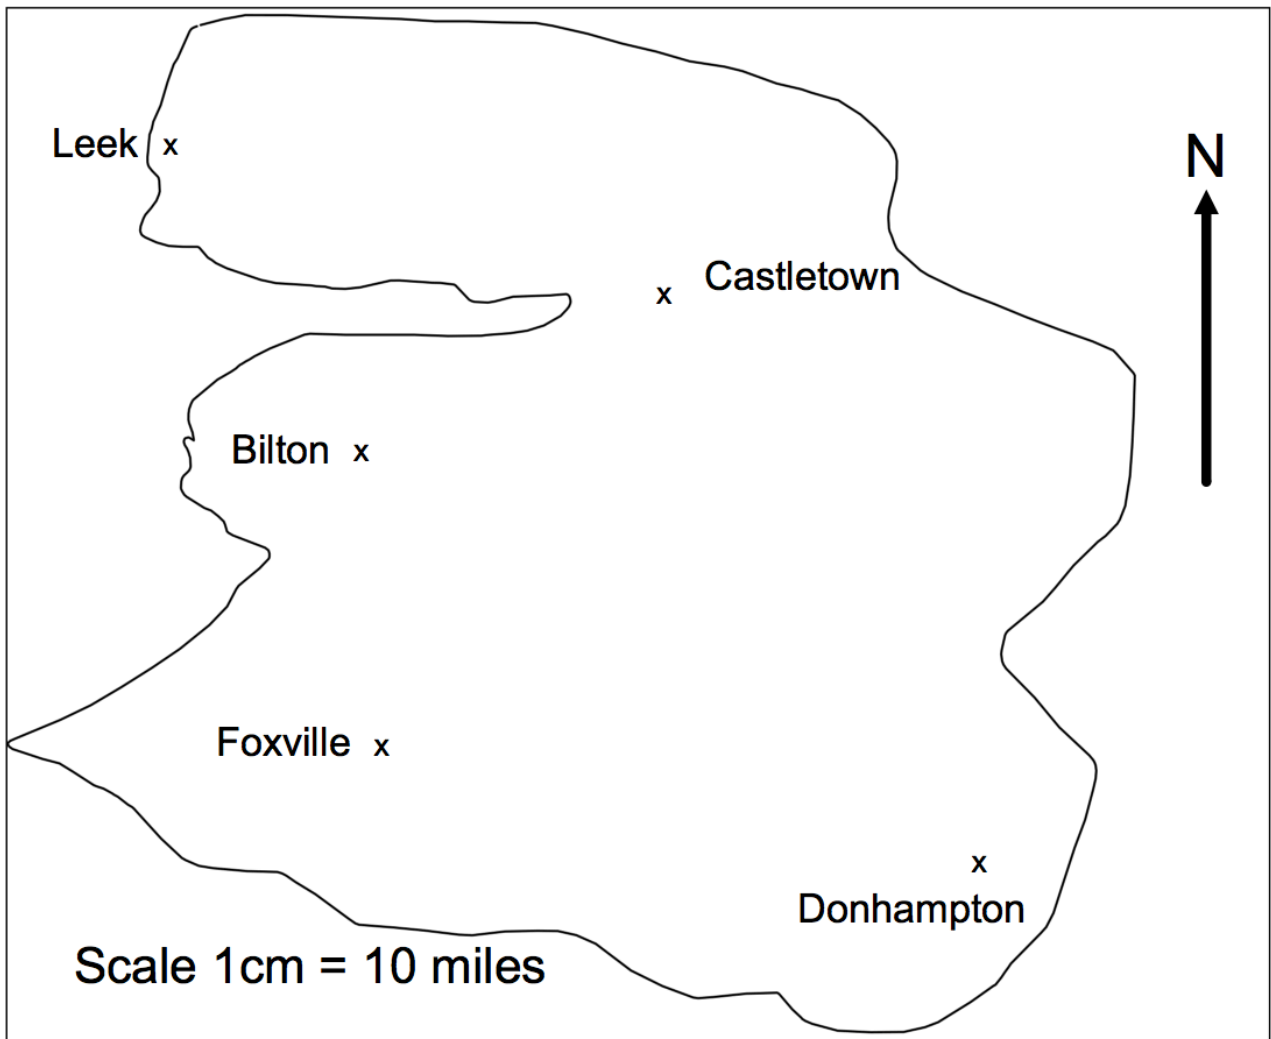 N
Leek x
Castletown
x
Bilton x
Foxville x
x
Donhampton
Scale 1cm = 10 miles